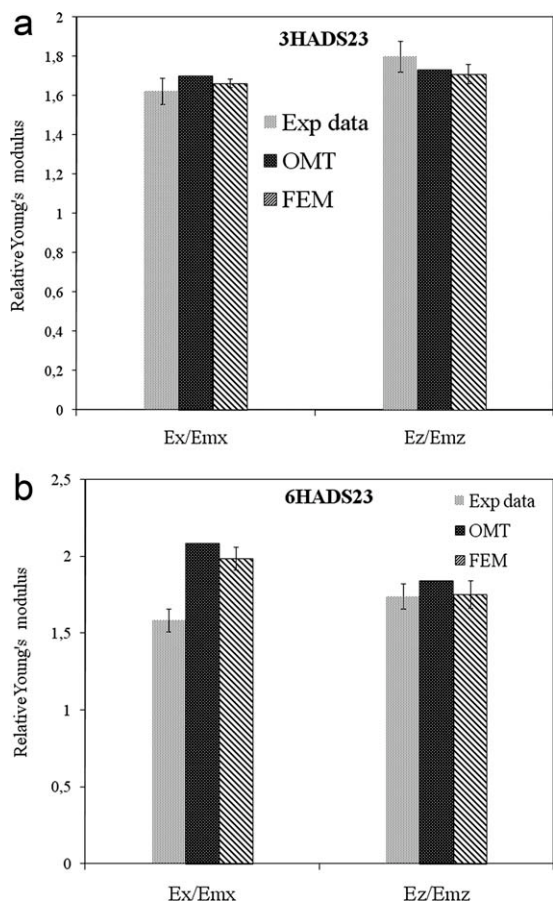 a
3HADS23
Exp data
OMT
FEM
Relative Young's modulus
2
1,8
1,6
1,4
1,2
1
0,8
0,6
0,4
0,2
0
Ex/Emx
Ez/Emz
b
6HADS23
Exp data
OMT
FEM
Relative Young's modulus
2,5
2
1,5
1
0,5
0
Ex/Emx
Ez/Emz